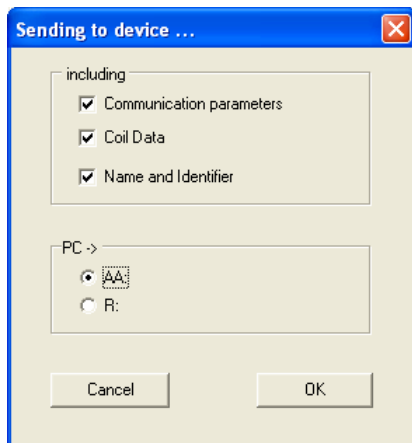 Sending to device ...
including
Communication parameters
Coil Data
Name and Identifier
PC ->
AA:
R:
Cancel
OK